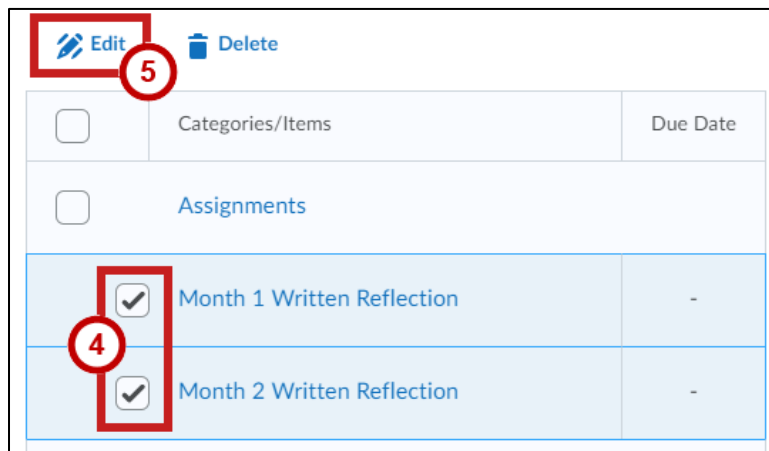 Edit Delete
5
Categories/Items Due Date
Assignments
Month 1 Written Reflection -
4
Month 2 Written Reflection -